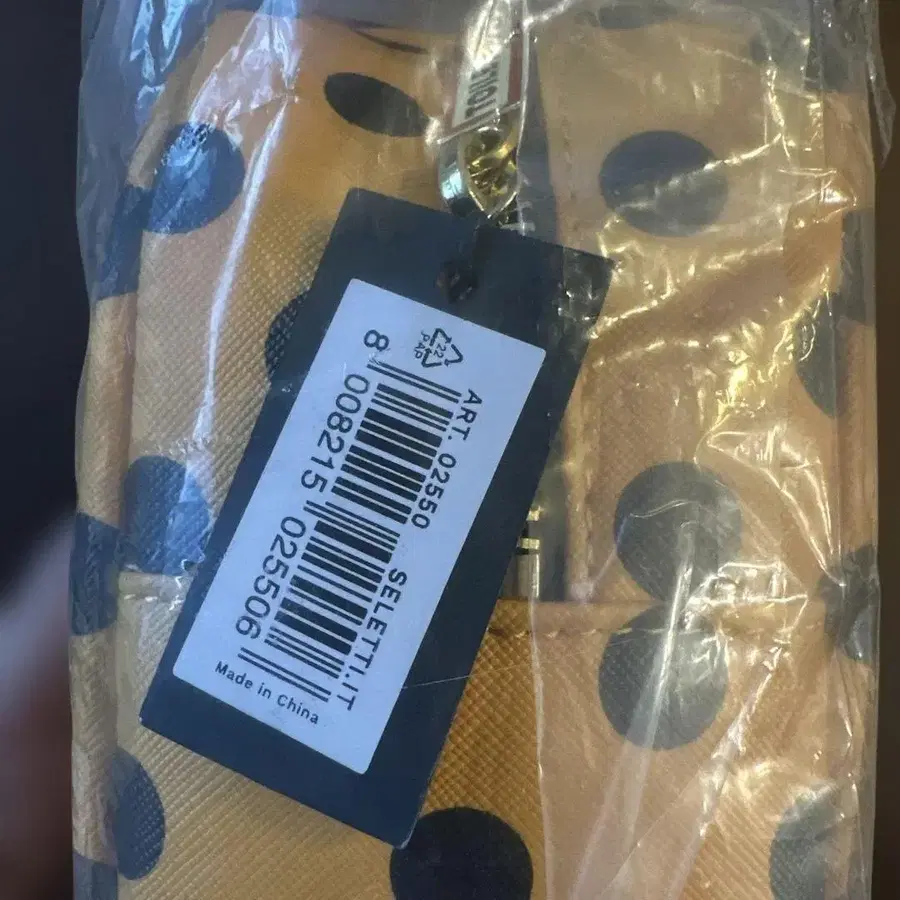 ART. 02550 SELETTI.IT
8 008215 025506
22
PAP
Made in China